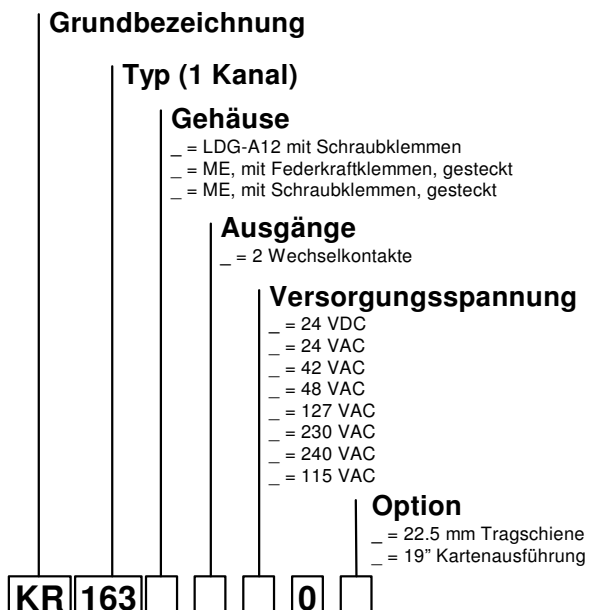 Grundbezeichnung
Typ (1 Kanal)
Gehäuse
_ = LDG-A12 mit Schraubklemmen
_ = ME, mit Federkraftklemmen, gesteckt
_ = ME, mit Schraubklemmen, gesteckt
Ausgänge
_ = 2 Wechselkontakte
Versorgungsspannung
_ = 24 VDC
_ = 24 VAC
_ = 42 VAC
_ = 48 VAC
_ = 127 VAC
_ = 230 VAC
_ = 240 VAC
_ = 115 VAC
Option
_ = 22.5 mm Tragschiene
_ = 19” Kartenausführung
KR 163 0